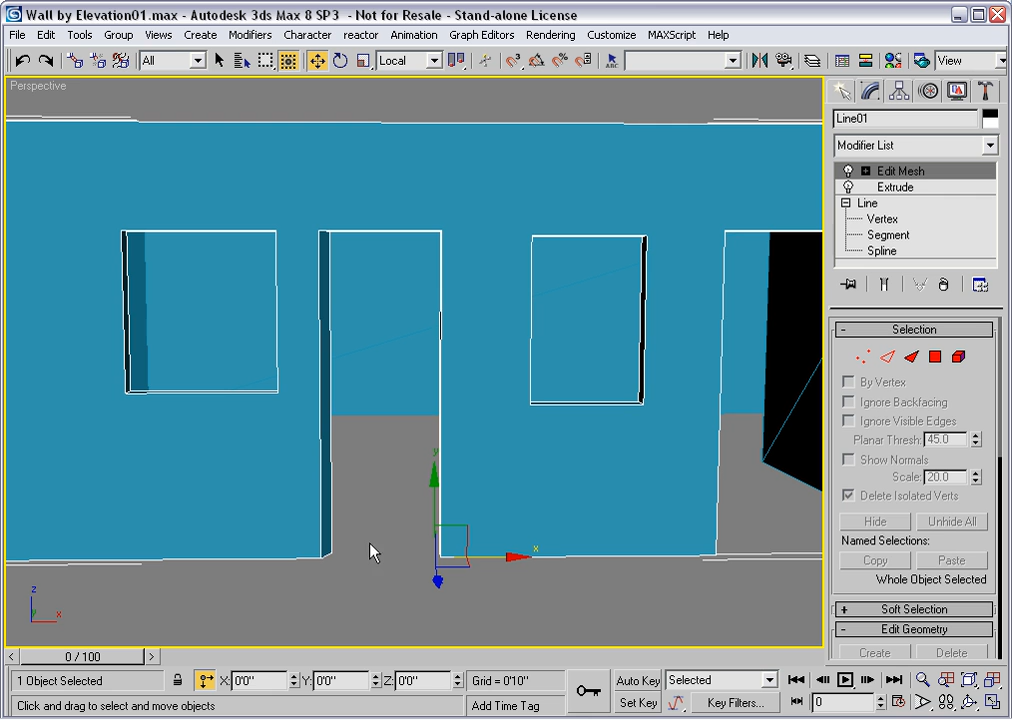 Wall by Elevation01.max - Autodesk 3ds Max 8 SP3 - Not for Resale - Stand-alone License
File Edit Tools Group Views Create Modifiers Character reactor Animation Graph Editors Rendering Customize MAXScript Help
All Local View
Perspective
Line01
Modifier List
Edit Mesh
Extrude
Line
Vertex
Segment
Spline
- Selection
By Vertex
Ignore Backfacing
Ignore Visible Edges
Planar Thresh: 45.0
Show Normals
Scale: 20.0
Delete Isolated Verts
Hide Unhide All
Named Selections:
Copy Paste
Whole Object Selected
+ Soft Selection
- Edit Geometry
Create Delete
y
x
z
y x
< 0 / 100 >
1 Object Selected X: 0'0" Y: 0'0" Z: 0'0" Grid = 0'10" Auto Key Selected
Click and drag to select and move objects Add Time Tag Set Key Key Filters... 0